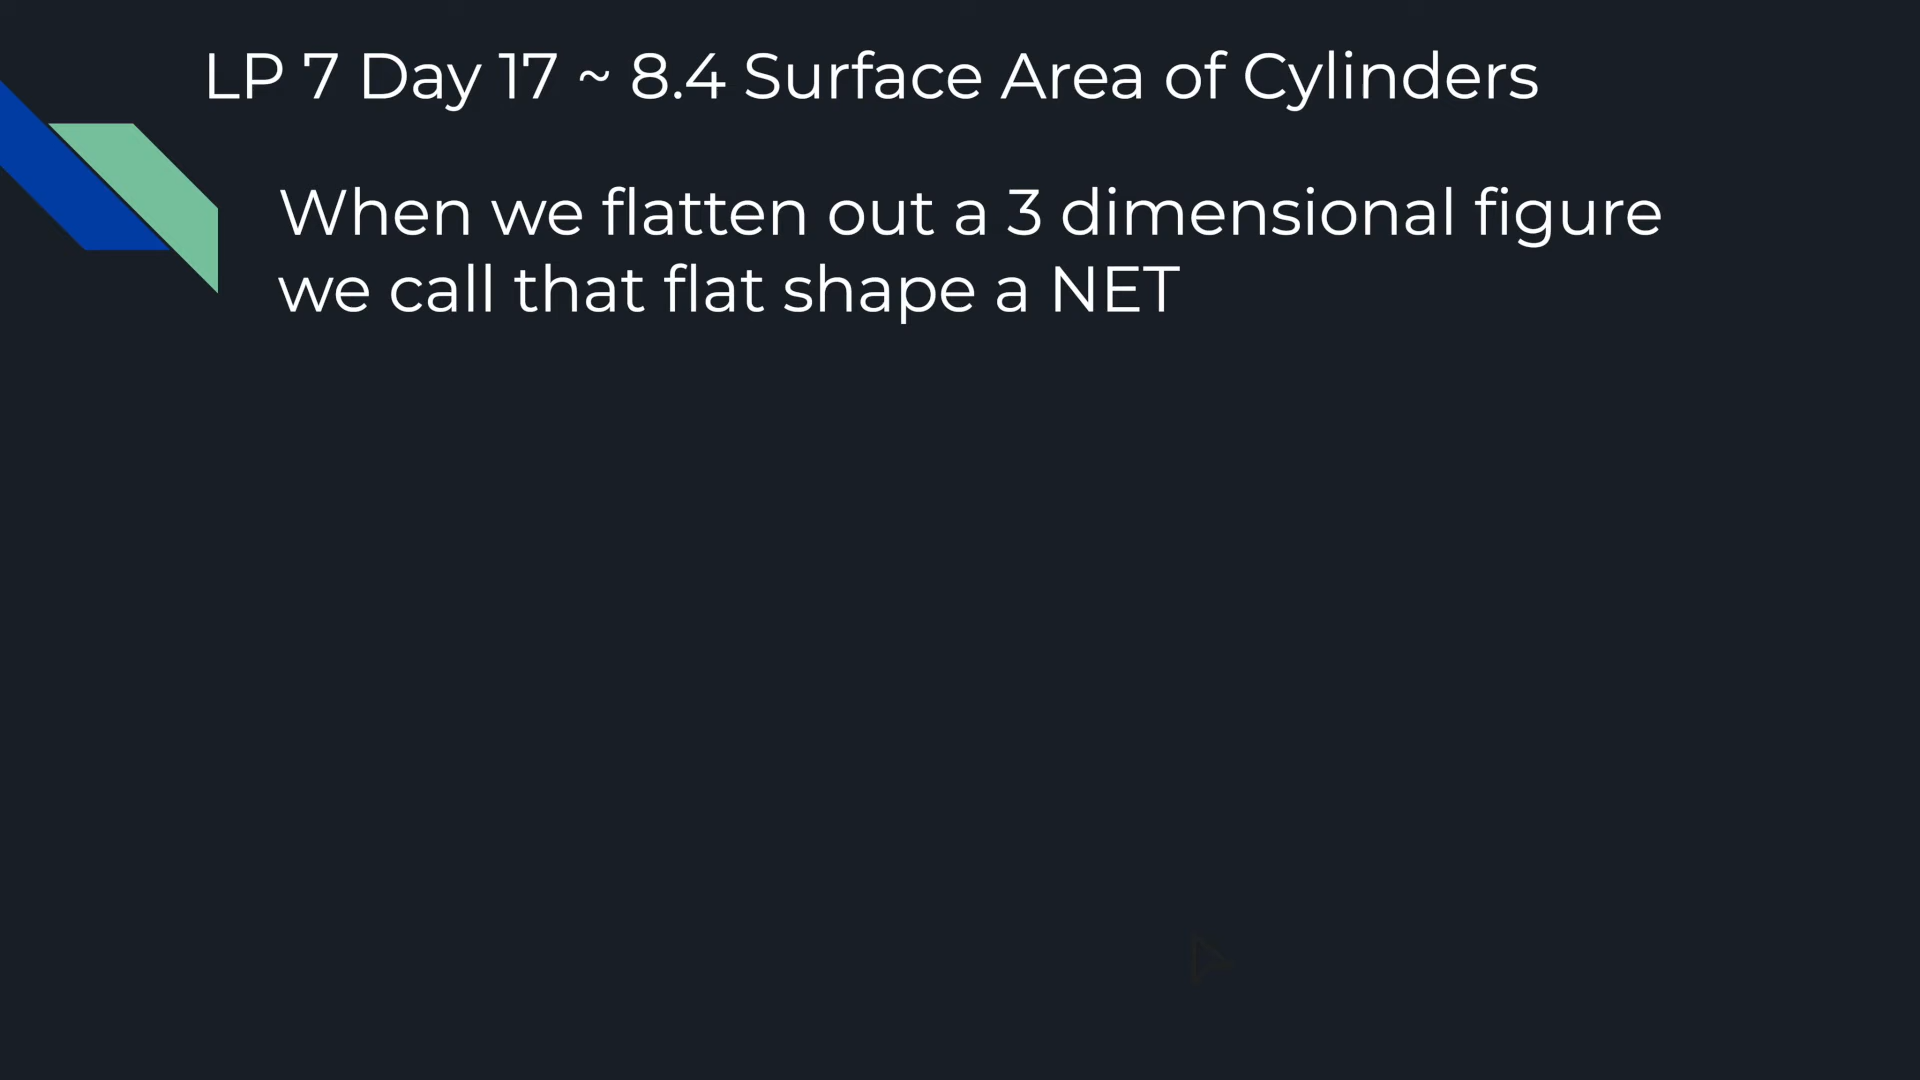 LP 7 Day 17 ~ 8.4 Surface Area of Cylinders
When we flatten out a 3 dimensional figure
we call that flat shape a NET